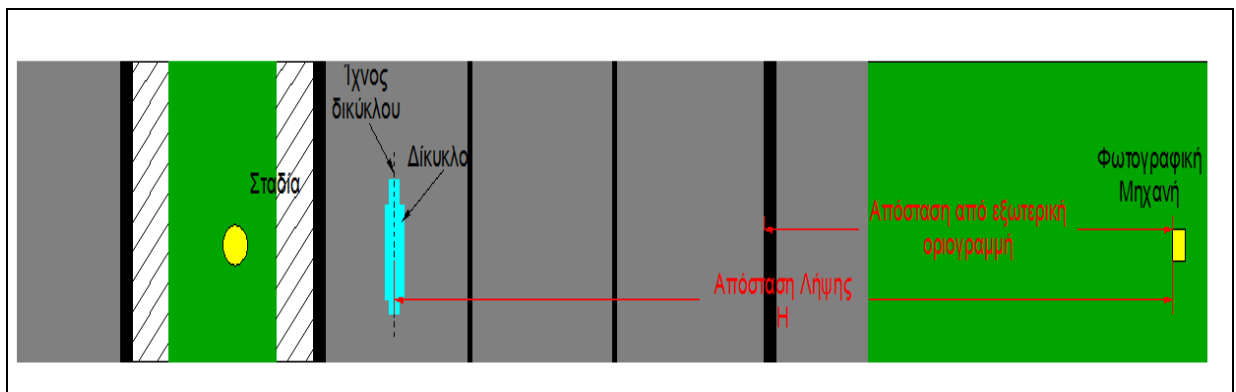 Ίχνος
δικύκλου
Δίκυκλο
Σταδία
Φωτογραφική
Μηχανή
Απόσταση από εξωτερική
οριογραμμή
Απόσταση Λήψης
Η